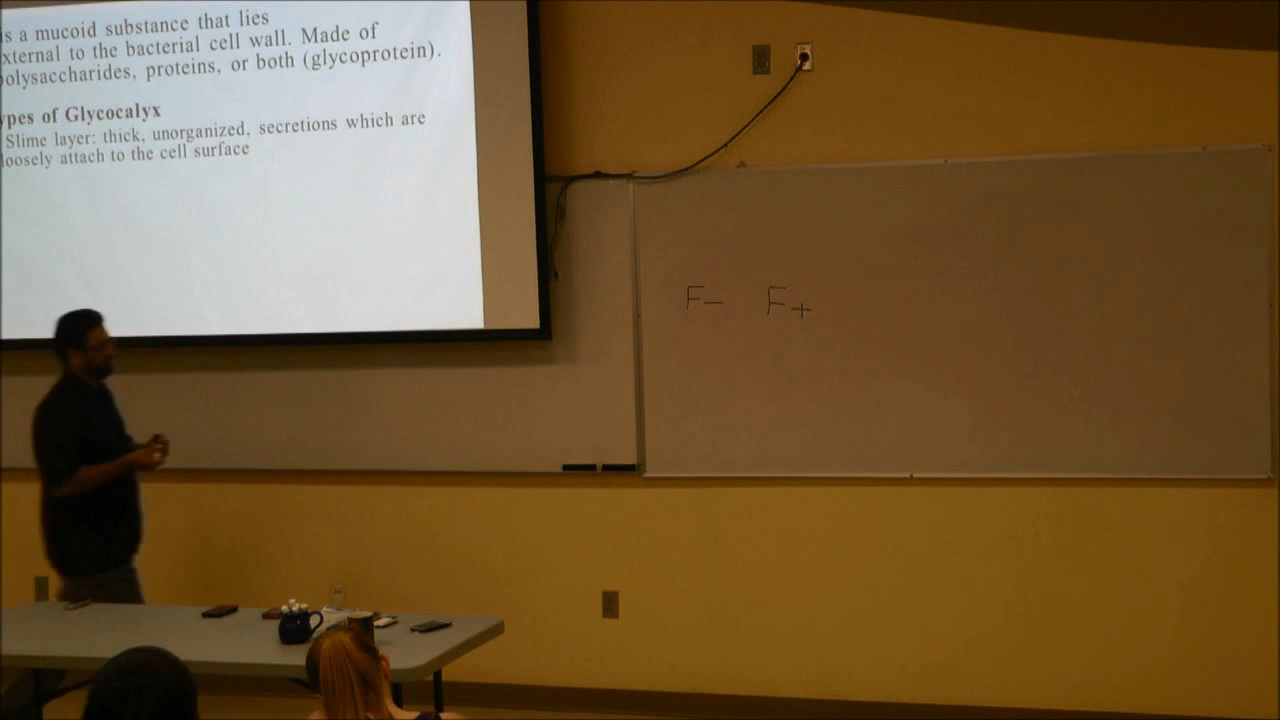 is a mucoid substance that lies
xternal to the bacterial cell wall. Made of
polysaccharides, proteins, or both (glycoprotein).
ypes of Glycocalyx
Slime layer: thick, unorganized, secretions which are
loosely attach to the cell surface
F- F+